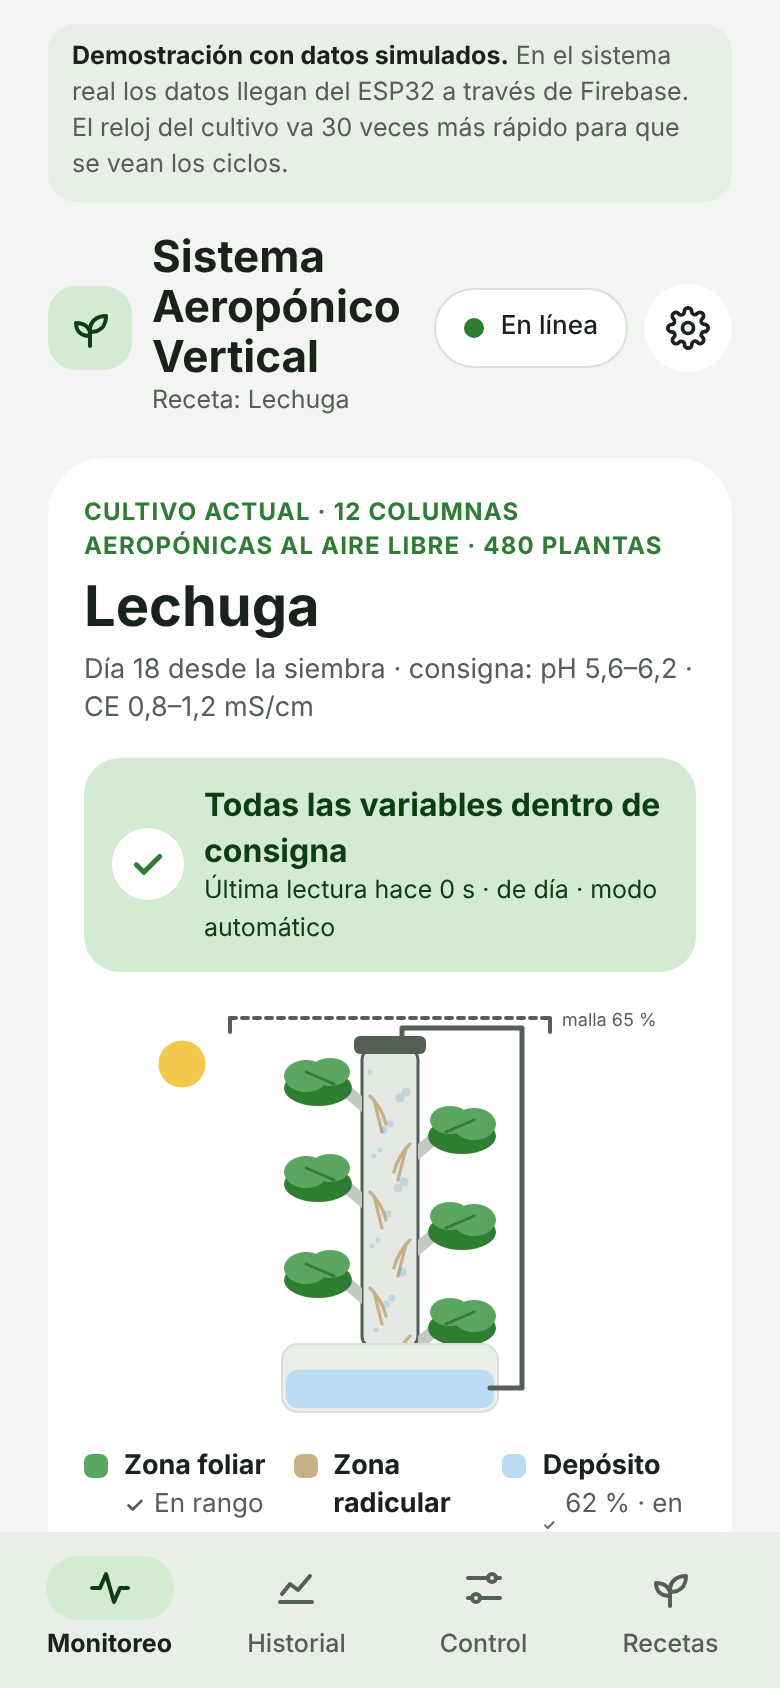 Demostración con datos simulados. En el sistema
real los datos llegan del ESP32 a través de Firebase.
El reloj del cultivo va 30 veces más rápido para que
se vean los ciclos.
Sistema
Aeropónico
Vertical
Receta: Lechuga
En línea
CULTIVO ACTUAL · 12 COLUMNAS
AEROPÓNICAS AL AIRE LIBRE · 480 PLANTAS
Lechuga
Día 18 desde la siembra · consigna: pH 5,6–6,2 ·
CE 0,8–1,2 mS/cm
Todas las variables dentro de
consigna
Última lectura hace 0 s · de día · modo
automático
malla 65 %
Zona foliar
En rango
Zona
radicular
Depósito
62 % · en
Monitoreo
Historial
Control
Recetas